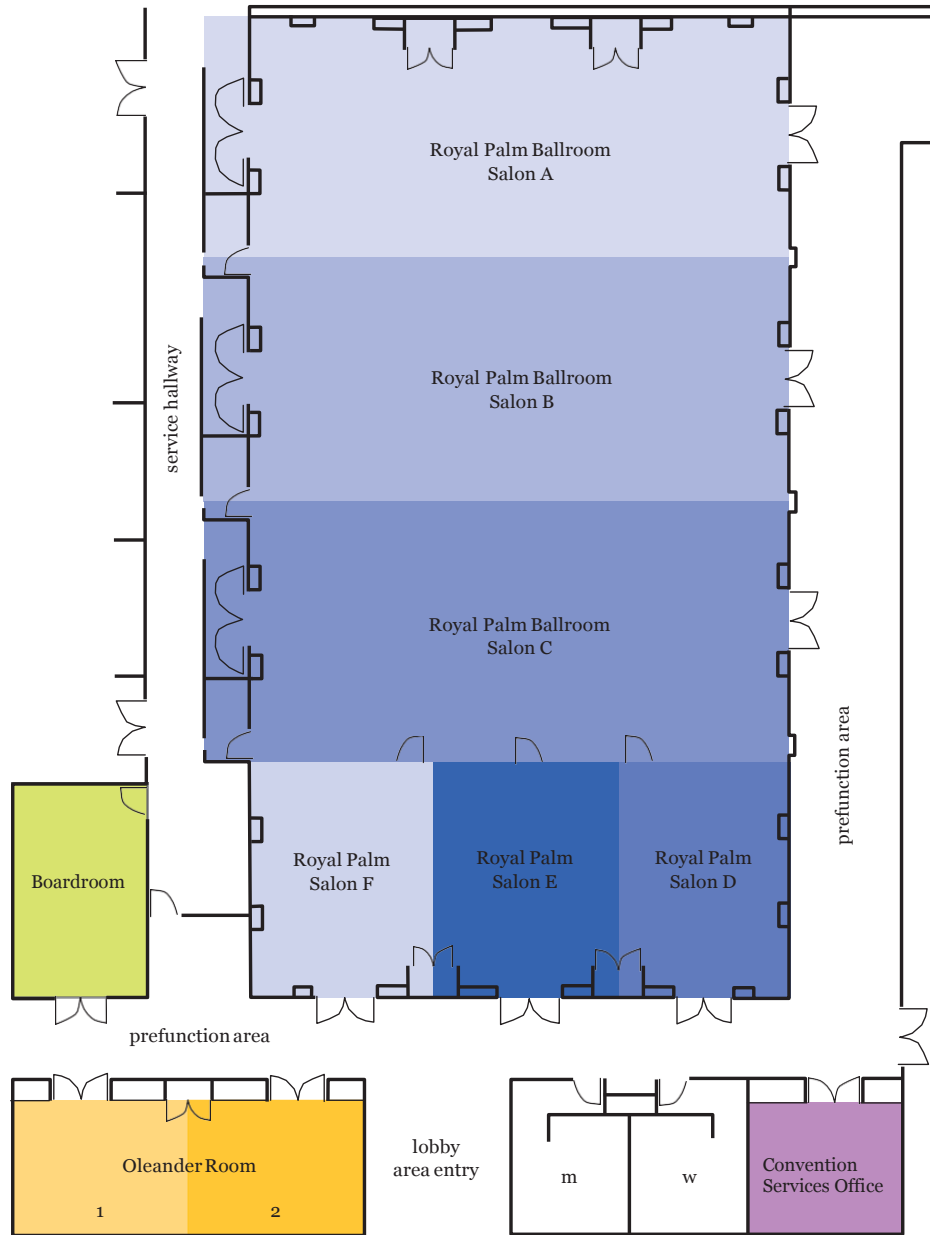 Royal Palm Ballroom
Salon A
Royal Palm Ballroom
Salon B
service hallway
Royal Palm Ballroom
Salon C
prefunction area
Boardroom
Royal Palm
Salon F
Royal Palm
Salon E
Royal Palm
Salon D
prefunction area
Oleander Room
1
2
lobby
area entry
m
w
Convention
Services Office